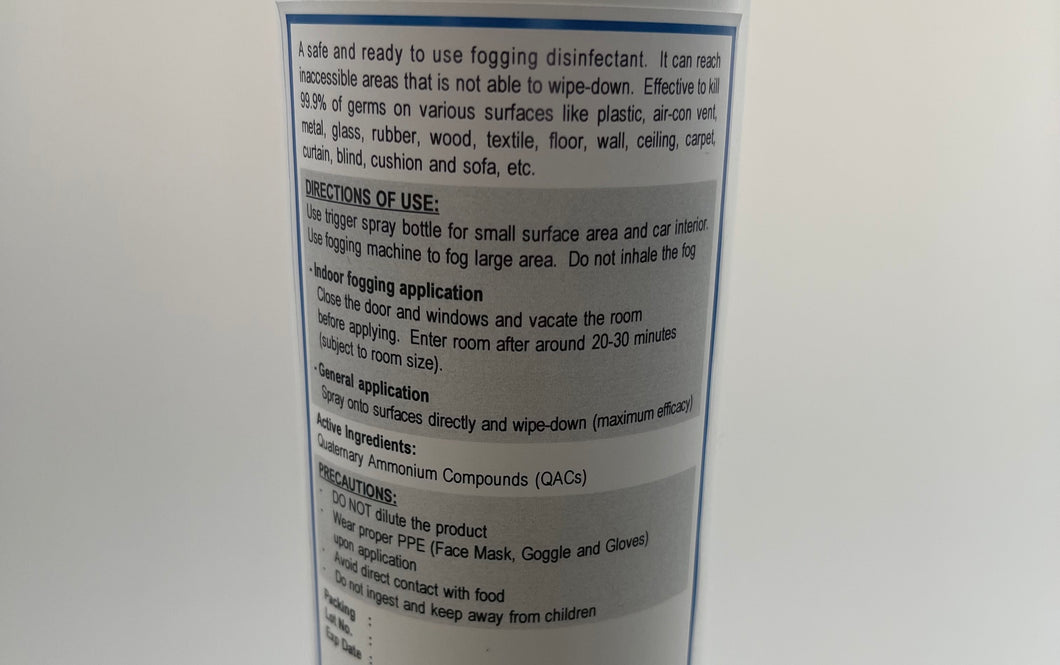 A safe and ready to use fogging disinfectant. It can reach
inaccessible areas that is not able to wipe-down. Effective to kill
99.9% of germs on various surfaces like plastic, air-con vent,
metal, glass, rubber, wood, textile, floor, wall, ceiling, carpet,
curtain, blind, cushion and sofa, etc.
DIRECTIONS OF USE:
Use trigger spray bottle for small surface area and car interior.
Use fogging machine to fog large area. Do not inhale the fog
- Indoor fogging application
Close the door and windows and vacate the room
before applying. Enter room after around 20-30 minutes
(subject to room size).
- General application
Spray onto surfaces directly and wipe-down (maximum efficacy)
Active Ingredients:
Quaternary Ammonium Compounds (QACs)
PRECAUTIONS:
- DO NOT dilute the product
- Wear proper PPE (Face Mask, Goggle and Gloves)
upon application
- Avoid direct contact with food
- Do not ingest and keep away from children
Packing :
Lot No. :
Exp Date :